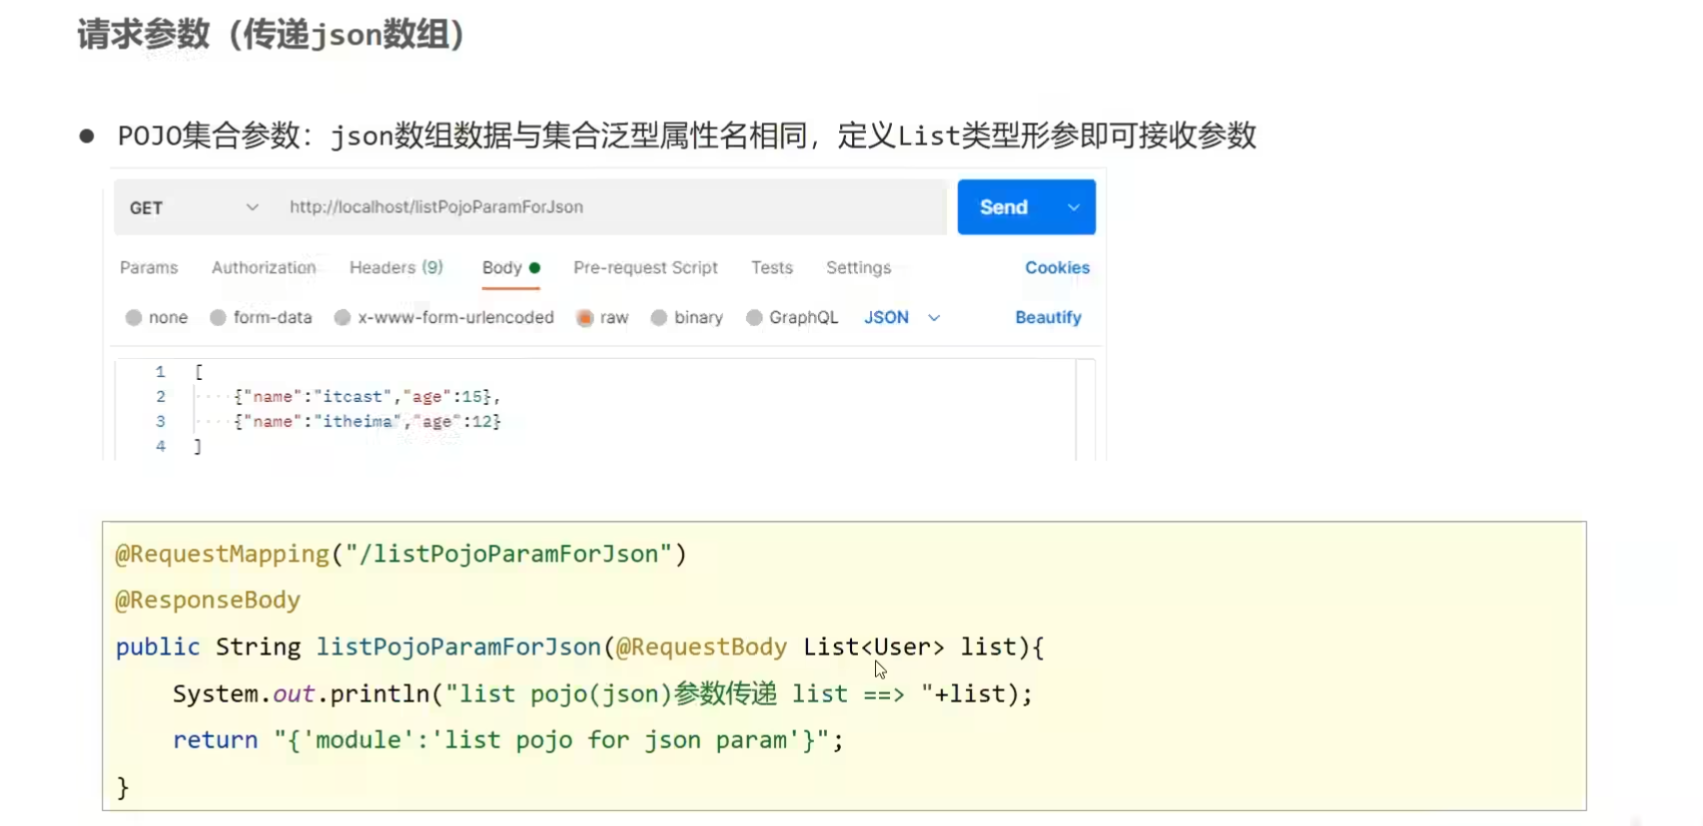 请求参数（传递json数组）
● POJO集合参数：json数组数据与集合泛型属性名相同，定义List类型形参即可接收参数
GET http://localhost/listPojoParamForJson Send
Params Authorization Headers (9) Body Pre-request Script Tests Settings Cookies
none form-data x-www-form-urlencoded raw binary GraphQL JSON Beautify
1 [
2 {"name":"itcast","age":15},
3 {"name":"itheima","age":12}
4 ]
@RequestMapping("/listPojoParamForJson")
@ResponseBody
public String listPojoParamForJson(@RequestBody List<User> list){
System.out.println("list pojo(json)参数传递 list ==> "+list);
return "{'module':'list pojo for json param'}";
}